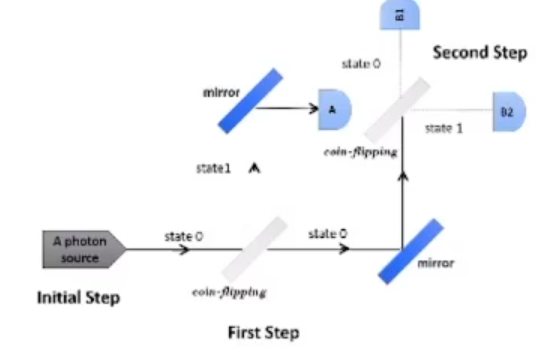 B1
Second Step
state 0
mirror
A
B2
state 1
coin-flipping
state1
state 0
state 0
A photon
source
mirror
Initial Step
coin-flipping
First Step